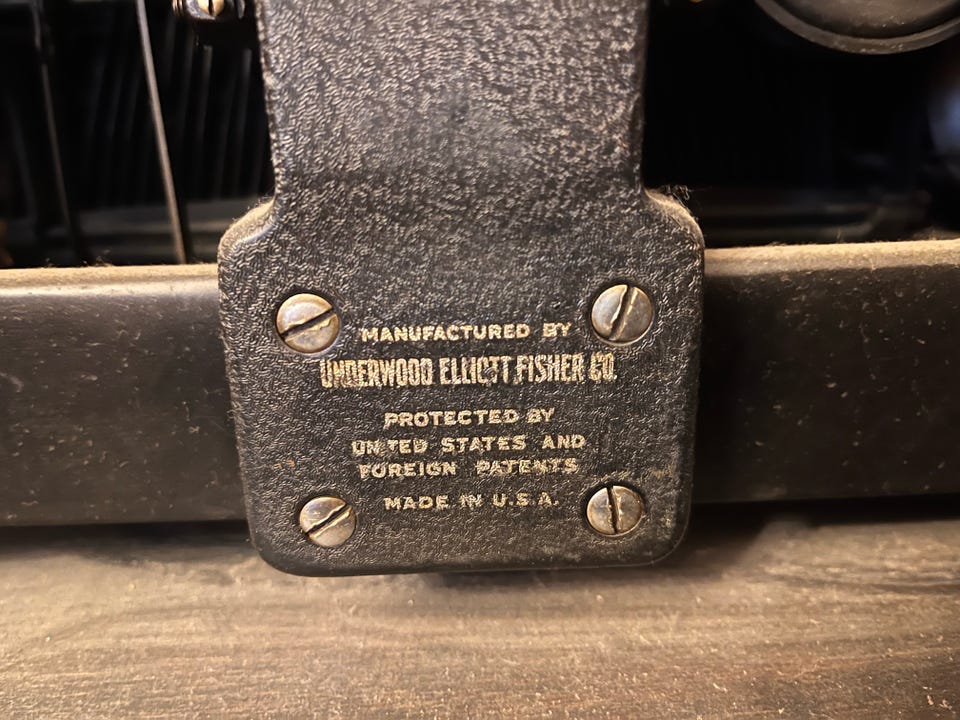 MANUFACTURED BY
UNDERWOOD ELLIOTT FISHER CO.
PROTECTED BY
UNITED STATES AND
FOREIGN PATENTS
MADE IN U.S.A.